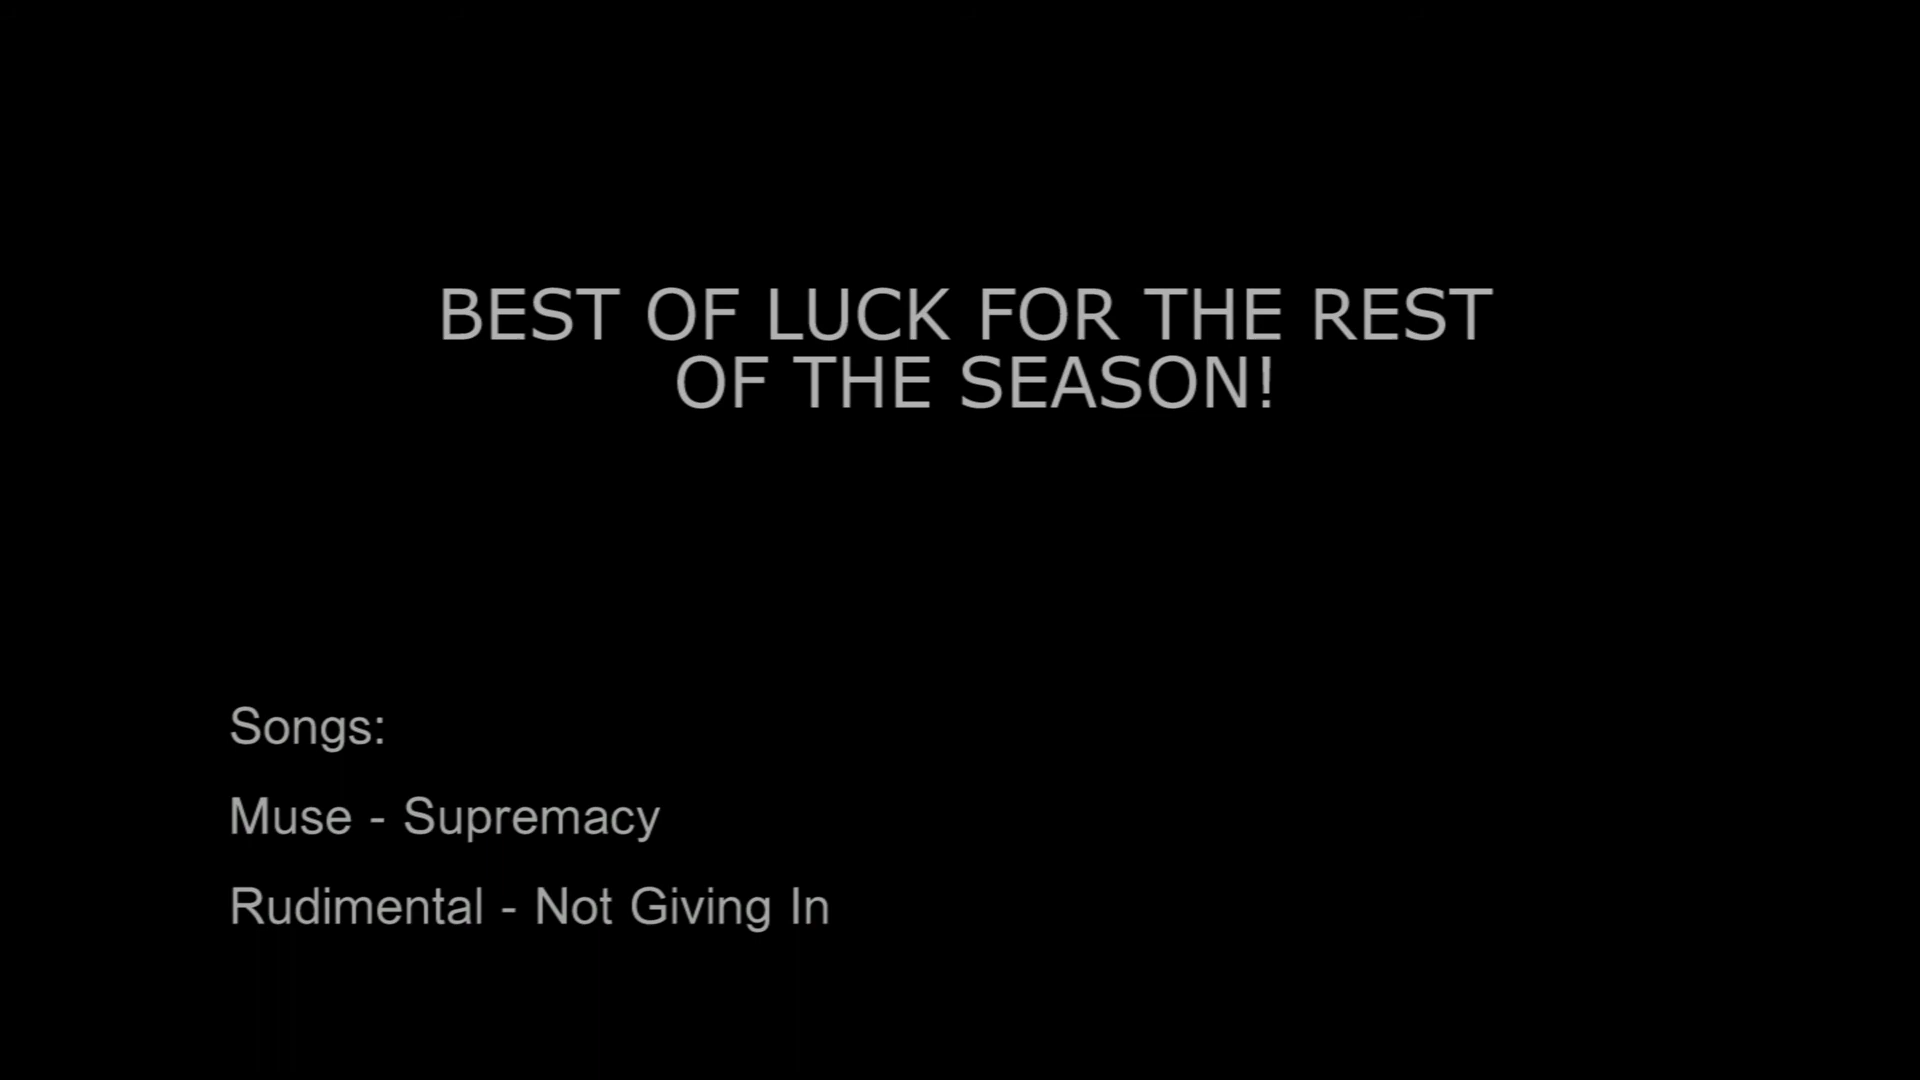 BEST OF LUCK FOR THE REST
OF THE SEASON!
Songs:
Muse - Supremacy
Rudimental - Not Giving In